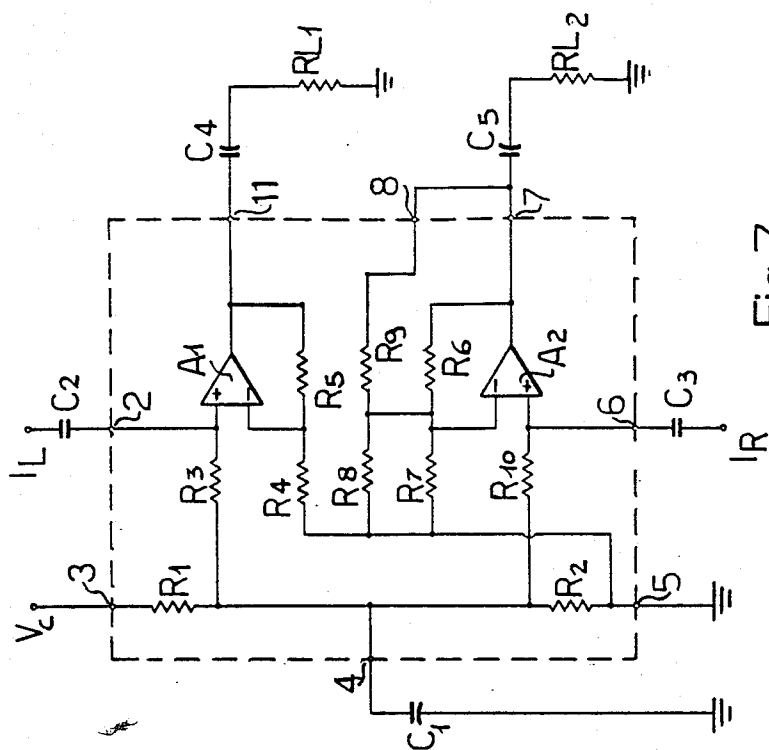 IL
C2
2
Vc
3
R1
R3
A1
+
−
11
C4
RL1
R4
R5
4
C1
R8
R9
8
R7
R6
−
+
A2
7
C5
RL2
R10
R2
5
6
C3
IR
Fig.7